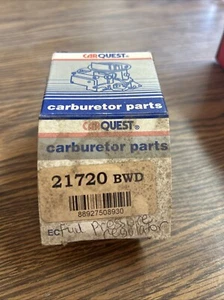 CARQUEST®
carburetor parts
CARQUEST®
carburetor parts
21720 BWD
88927508930
EC
Fuel Pressure
regulator